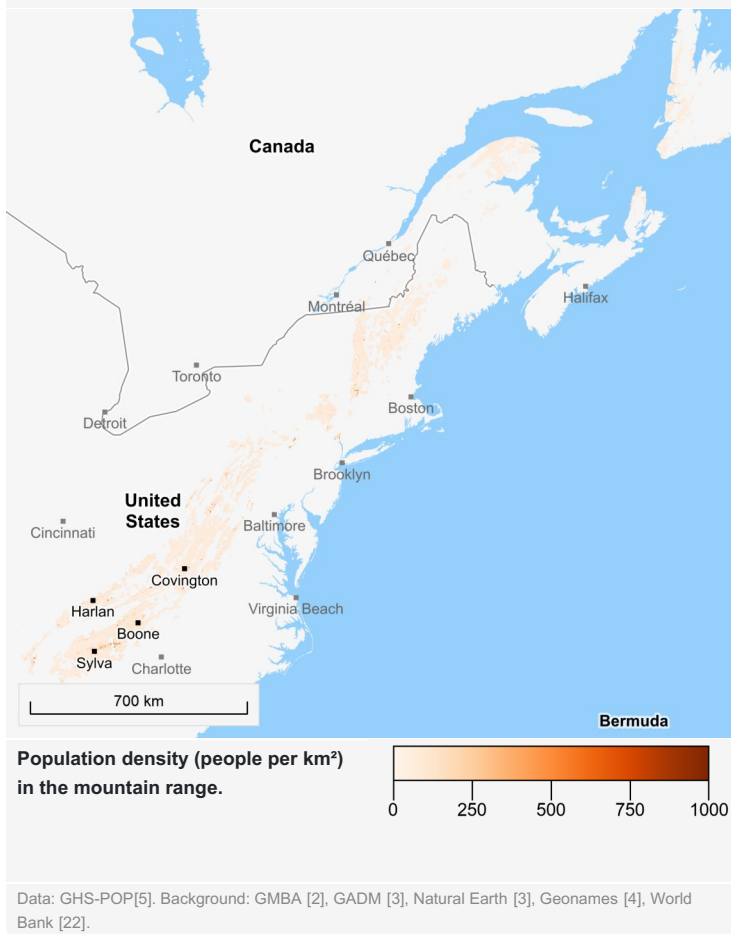 Canada
Québec
Montréal
Halifax
Toronto
Boston
Detroit
Brooklyn
United
States
Baltimore
Cincinnati
Covington
Harlan
Virginia Beach
Boone
Sylva
Charlotte
700 km
Bermuda
Population density (people per km²)
in the mountain range.
0 250 500 750 1000
Data: GHS-POP[5]. Background: GMBA [2], GADM [3], Natural Earth [3], Geonames [4], World
Bank [22].